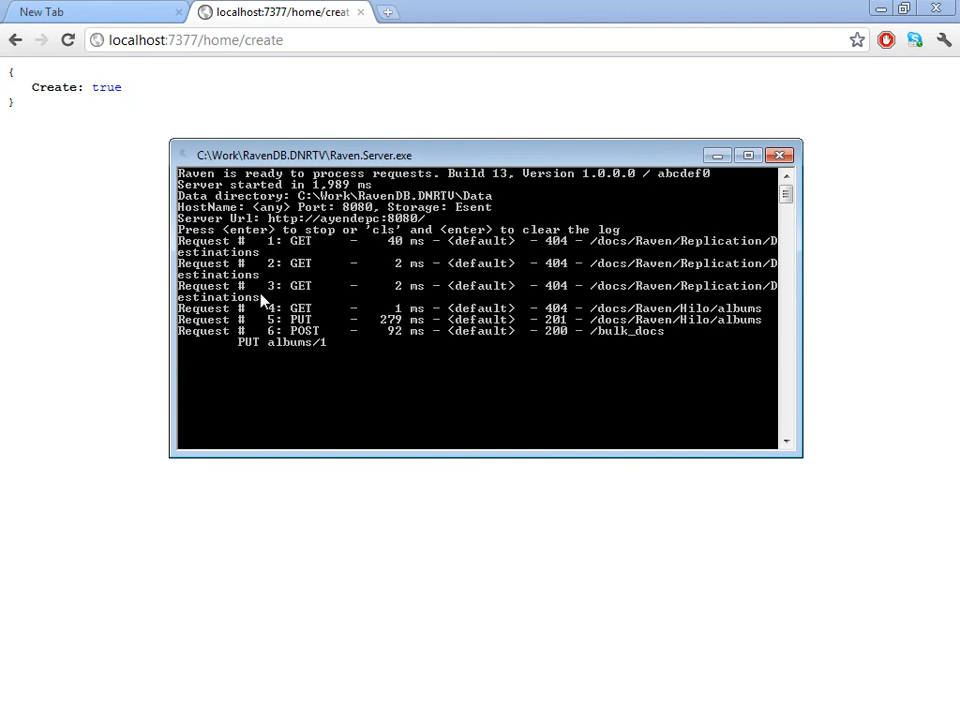 New Tab
localhost:7377/home/creat
localhost:7377/home/create
{
Create: true
}
C:\Work\RavenDB.DNRTV\Raven.Server.exe
Raven is ready to process requests. Build 13, Version 1.0.0.0 / abcdef0
Server started in 1,989 ms
Data directory: C:\Work\RavenDB.DNRTV\Data
HostName: <any> Port: 8080, Storage: Esent
Server Url: http://ayendepc:8080/
Press <enter> to stop or 'cls' and <enter> to clear the log
Request # 1: GET - 40 ms - <default> - 404 - /docs/Raven/Replication/D
estinations
Request # 2: GET - 2 ms - <default> - 404 - /docs/Raven/Replication/D
estinations
Request # 3: GET - 2 ms - <default> - 404 - /docs/Raven/Replication/D
estinations
Request # 4: GET - 1 ms - <default> - 404 - /docs/Raven/Hilo/albums
Request # 5: PUT - 279 ms - <default> - 201 - /docs/Raven/Hilo/albums
Request # 6: POST - 92 ms - <default> - 200 - /bulk_docs
PUT albums/1